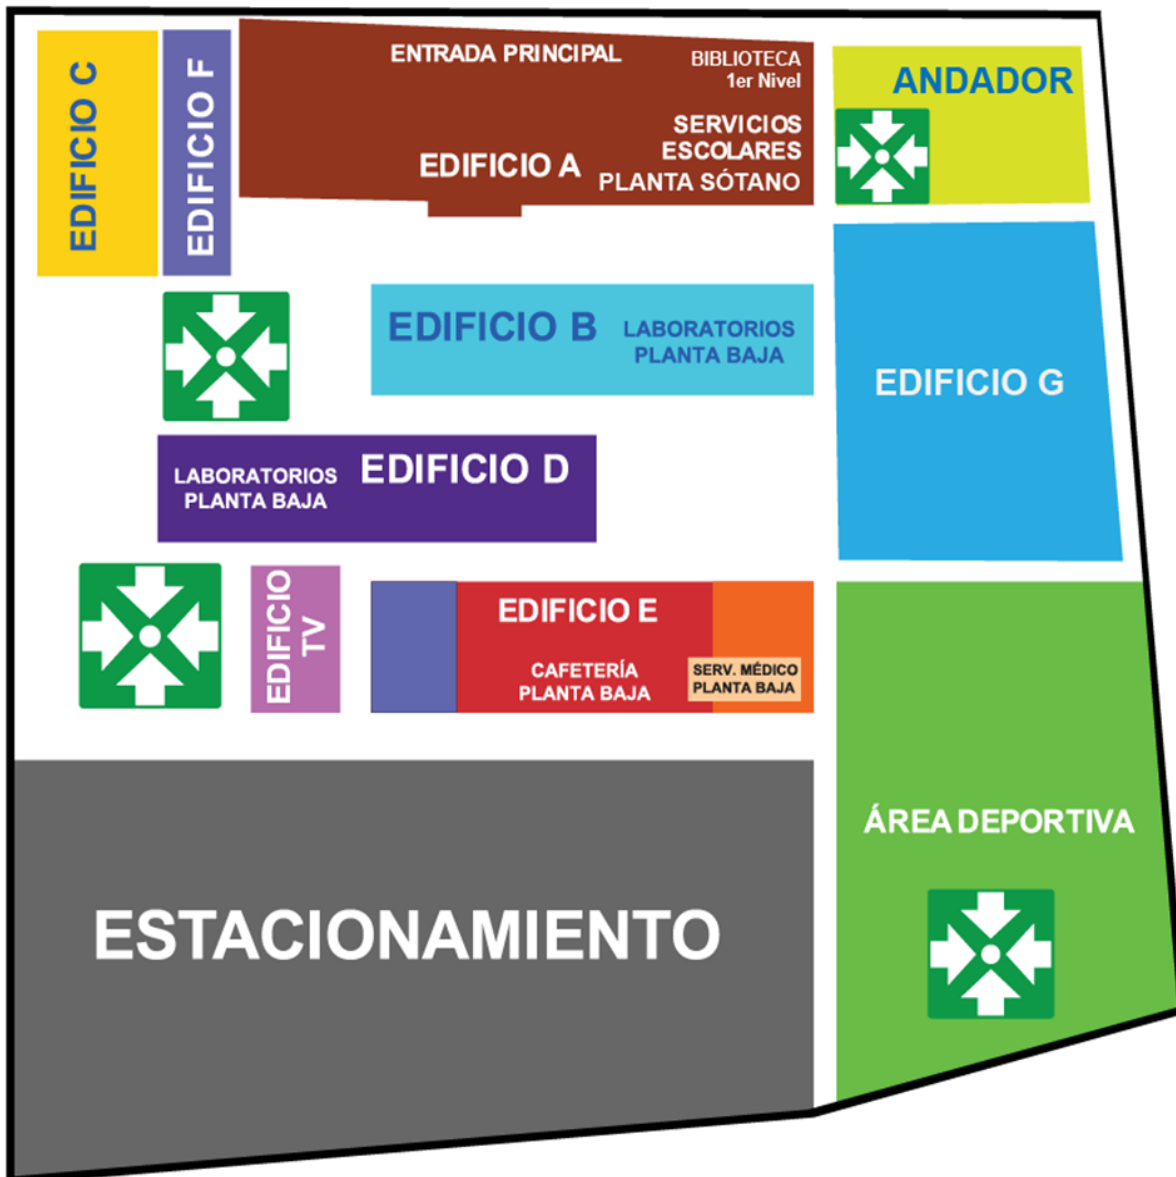 EDIFICIO C
EDIFICIO F
ENTRADA PRINCIPAL
BIBLIOTECA
1er Nivel
SERVICIOS
ESCOLARES
EDIFICIO A
PLANTA SÓTANO
ANDADOR
EDIFICIO B
LABORATORIOS
PLANTA BAJA
EDIFICIO G
LABORATORIOS
PLANTA BAJA
EDIFICIO D
EDIFICIO
TV
EDIFICIO E
CAFETERÍA
PLANTA BAJA
SERV. MÉDICO
PLANTA BAJA
ÁREA DEPORTIVA
ESTACIONAMIENTO